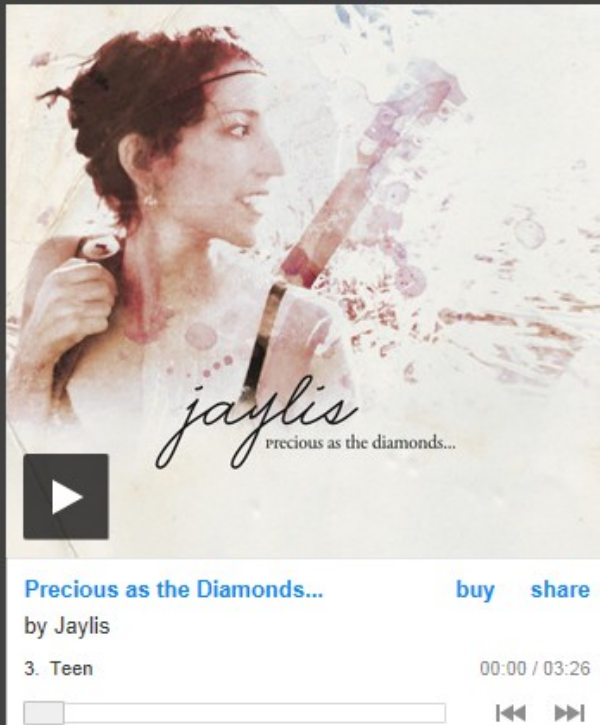 jaylis
Precious as the diamonds...
Precious as the Diamonds... buy share
by Jaylis
3. Teen 00:00 / 03:26